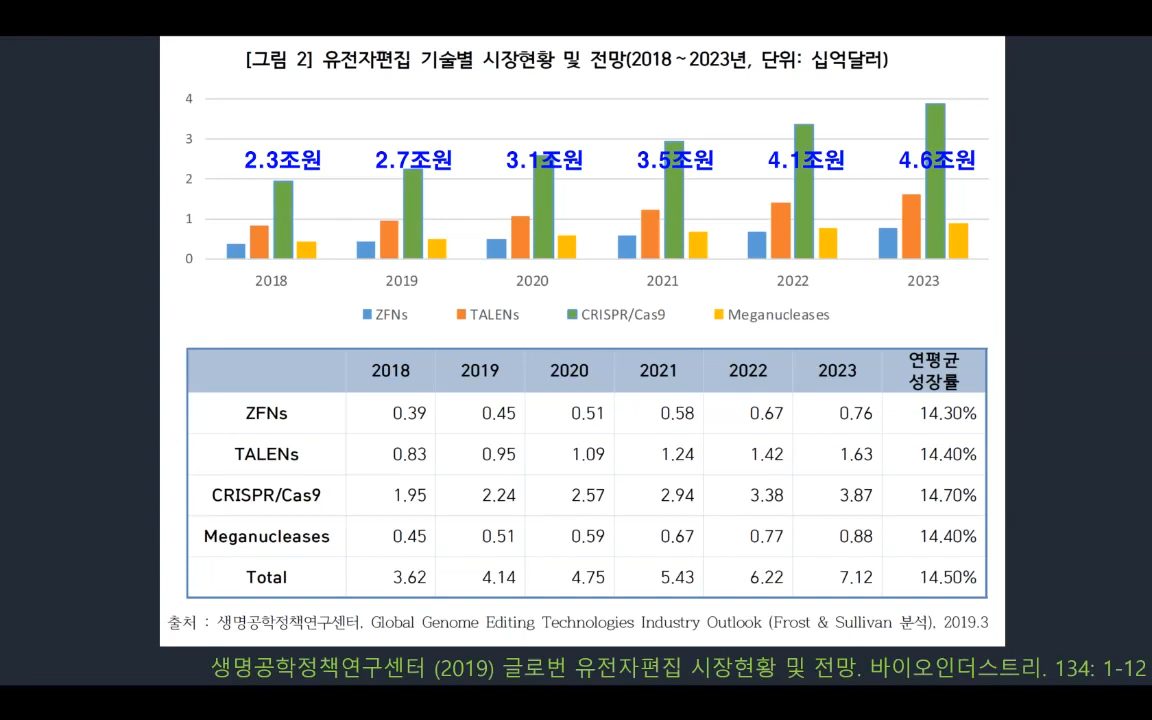 [그림 2] 유전자편집 기술별 시장현황 및 전망(2018~2023년, 단위: 십억달러)
4
3
2
1
0
2.3조원 2.7조원 3.1조원 3.5조원 4.1조원 4.6조원
2018 2019 2020 2021 2022 2023
ZFNs TALENs CRISPR/Cas9 Meganucleases
2018 2019 2020 2021 2022 2023 연평균
성장률
ZFNs 0.39 0.45 0.51 0.58 0.67 0.76 14.30%
TALENs 0.83 0.95 1.09 1.24 1.42 1.63 14.40%
CRISPR/Cas9 1.95 2.24 2.57 2.94 3.38 3.87 14.70%
Meganucleases 0.45 0.51 0.59 0.67 0.77 0.88 14.40%
Total 3.62 4.14 4.75 5.43 6.22 7.12 14.50%
출처 : 생명공학정책연구센터, Global Genome Editing Technologies Industry Outlook (Frost & Sullivan 분석), 2019.3
생명공학정책연구센터 (2019) 글로번 유전자편집 시장현황 및 전망. 바이오인더스트리. 134: 1-12